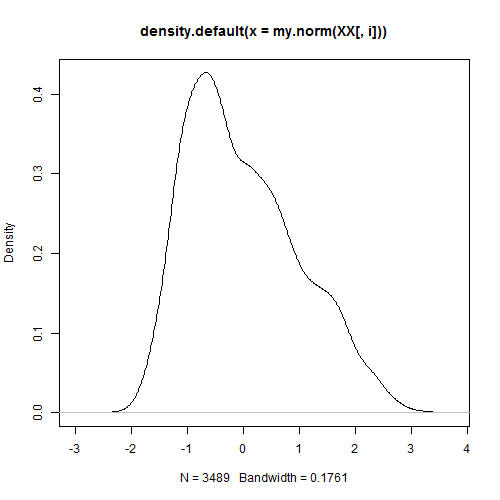 density.default(x = my.norm(XX[, i]))
Density
0.0
0.1
0.2
0.3
0.4
-3 -2 -1 0 1 2 3 4
N = 3489 Bandwidth = 0.1761